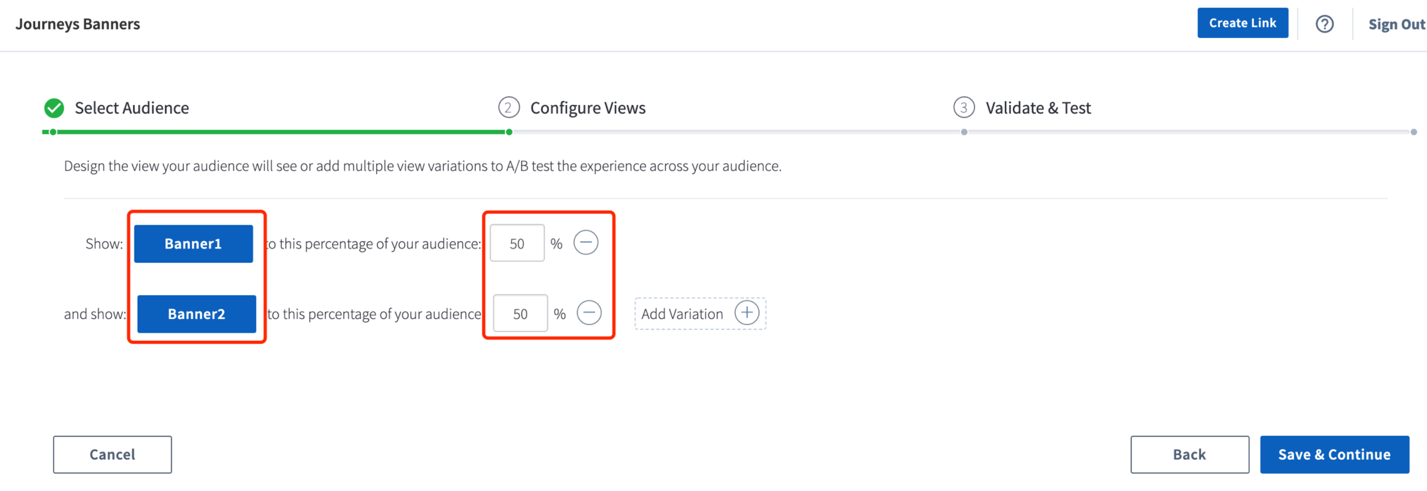 Journeys Banners
Create Link
Sign Out
Select Audience
2 Configure Views
3 Validate & Test
Design the view your audience will see or add multiple view variations to A/B test the experience across your audience.
Show: Banner1 to this percentage of your audience: 50 %
and show: Banner2 to this percentage of your audience 50 % Add Variation
Cancel
Back
Save & Continue